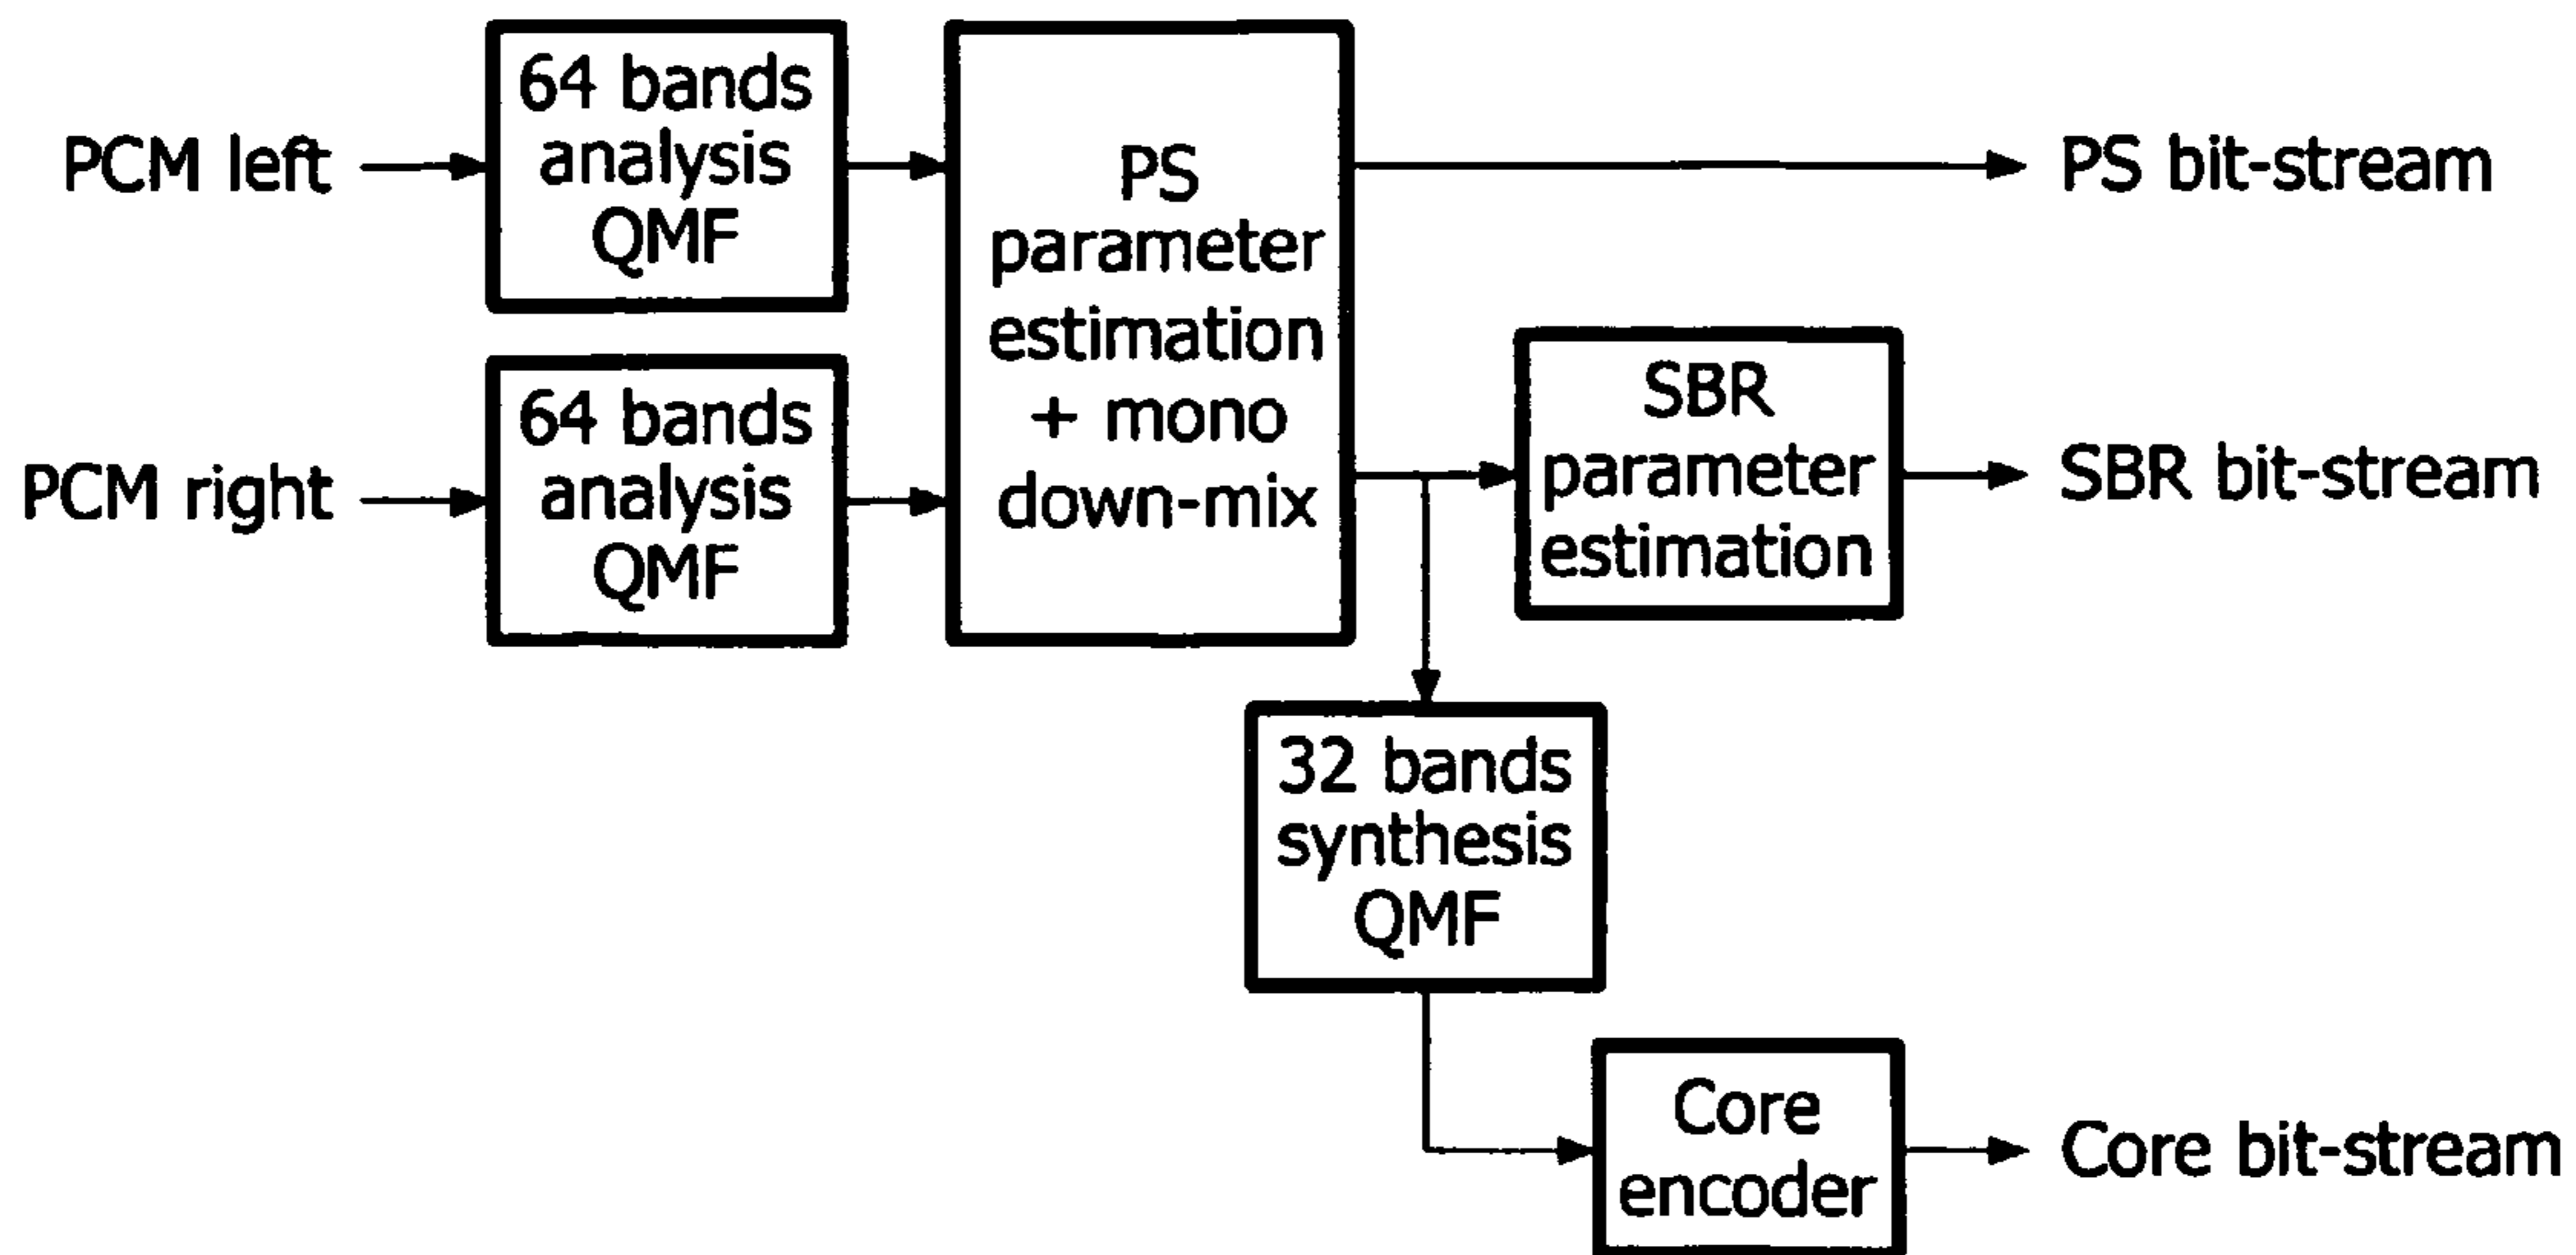 PCM left
64 bands
analysis
QMF
PCM right
64 bands
analysis
QMF
PS
parameter
estimation
+ mono
down-mix
PS bit-stream
SBR
parameter
estimation
SBR bit-stream
32 bands
synthesis
QMF
Core
encoder
Core bit-stream